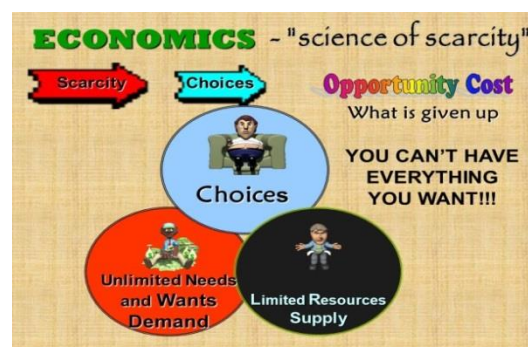 ECONOMICS - "science of scarcity"
Scarcity
Choices
Opportunity Cost
What is given up
YOU CAN'T HAVE
EVERYTHING
YOU WANT!!!
Choices
Unlimited Needs
and Wants
Demand
Limited Resources
Supply